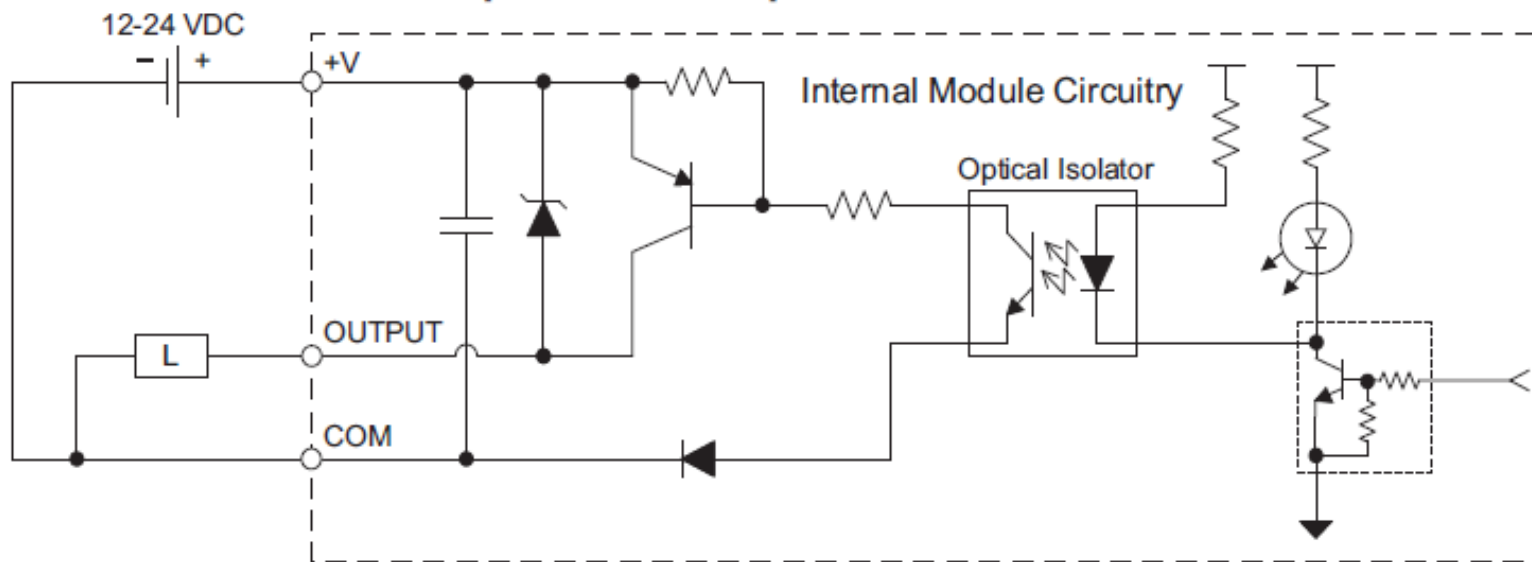 12-24 VDC
- +
+V
Internal Module Circuitry
Optical Isolator
OUTPUT
L
COM